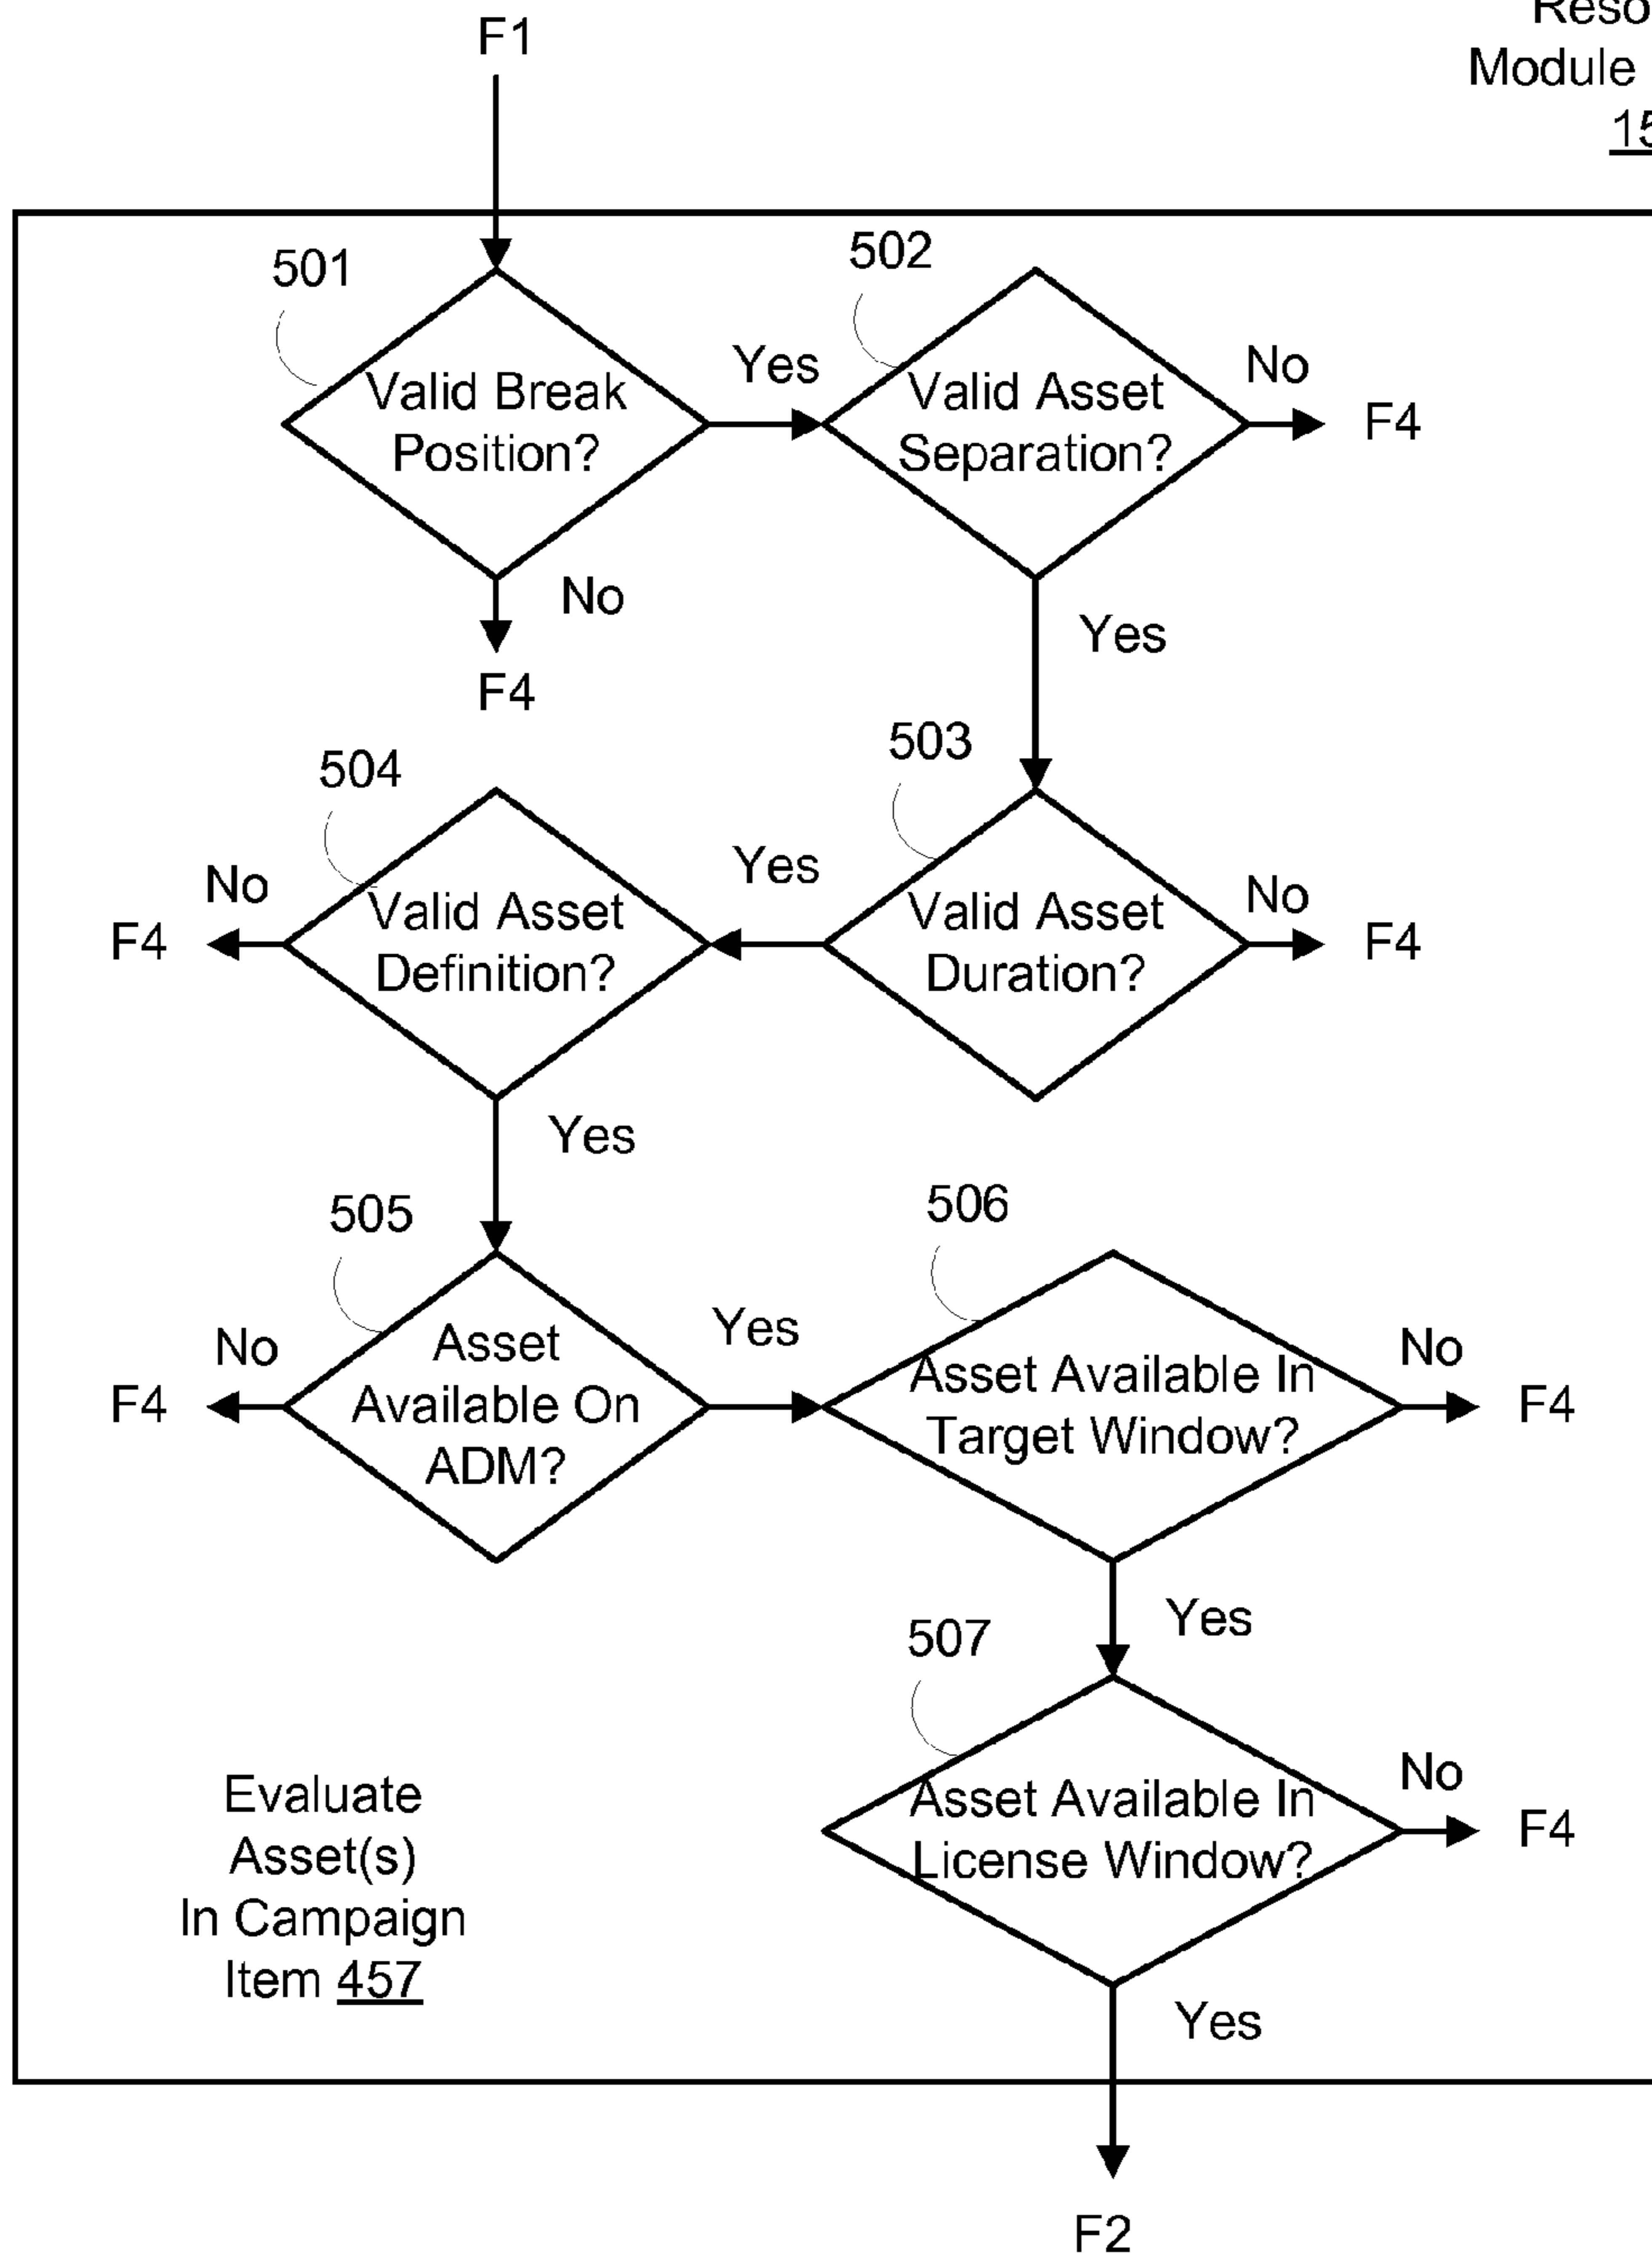 F1
Module
501
502
Valid Break
Position?
Yes
Valid Asset
Separation?
No
F4
No
F4
Yes
503
504
No
F4
Valid Asset
Definition?
Yes
Valid Asset
Duration?
No
F4
Yes
505
506
No
F4
Asset
Available On
ADM?
Yes
Asset Available In
Target Window?
No
F4
Yes
507
Asset Available In
License Window?
No
F4
Evaluate
Asset(s)
In Campaign
Item 457
Yes
F2